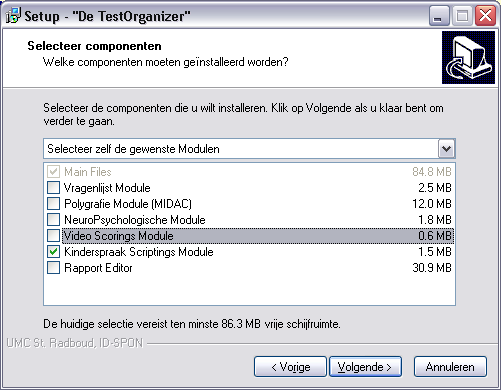 Setup - "De TestOrganizer"
Selecteer componenten
Welke componenten moeten geïnstalleerd worden?
Selecteer de componenten die u wilt installeren. Klik op Volgende als u klaar bent om
verder te gaan.
Selecteer zelf de gewenste Modulen
Main Files 84.8 MB
Vragenlijst Module 2.5 MB
Polygrafie Module (MIDAC) 12.0 MB
NeuroPsychologische Module 1.8 MB
Video Scorings Module 0.6 MB
Kinderspraak Scriptings Module 1.5 MB
Rapport Editor 30.9 MB
De huidige selectie vereist ten minste 86.3 MB vrije schijfruimte.
UMC St. Radboud; ID-SPON
< Vorige Volgende > Annuleren